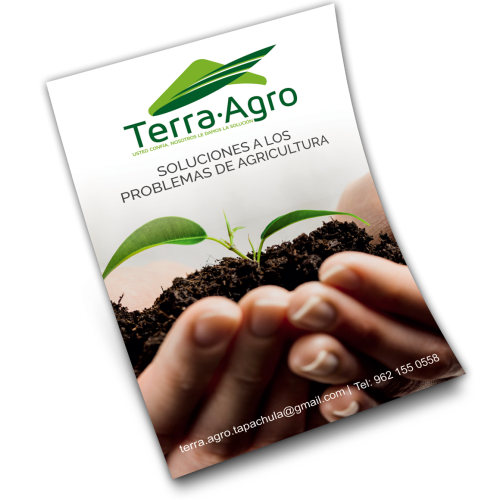 Terra·Agro
USTED CONFIA, NOSOTROS LE DAMOS LA SOLUCIÓN
SOLUCIONES A LOS
PROBLEMAS DE AGRICULTURA
terra.agro.tapachula@gmail.com | Tel: 962 155 0558